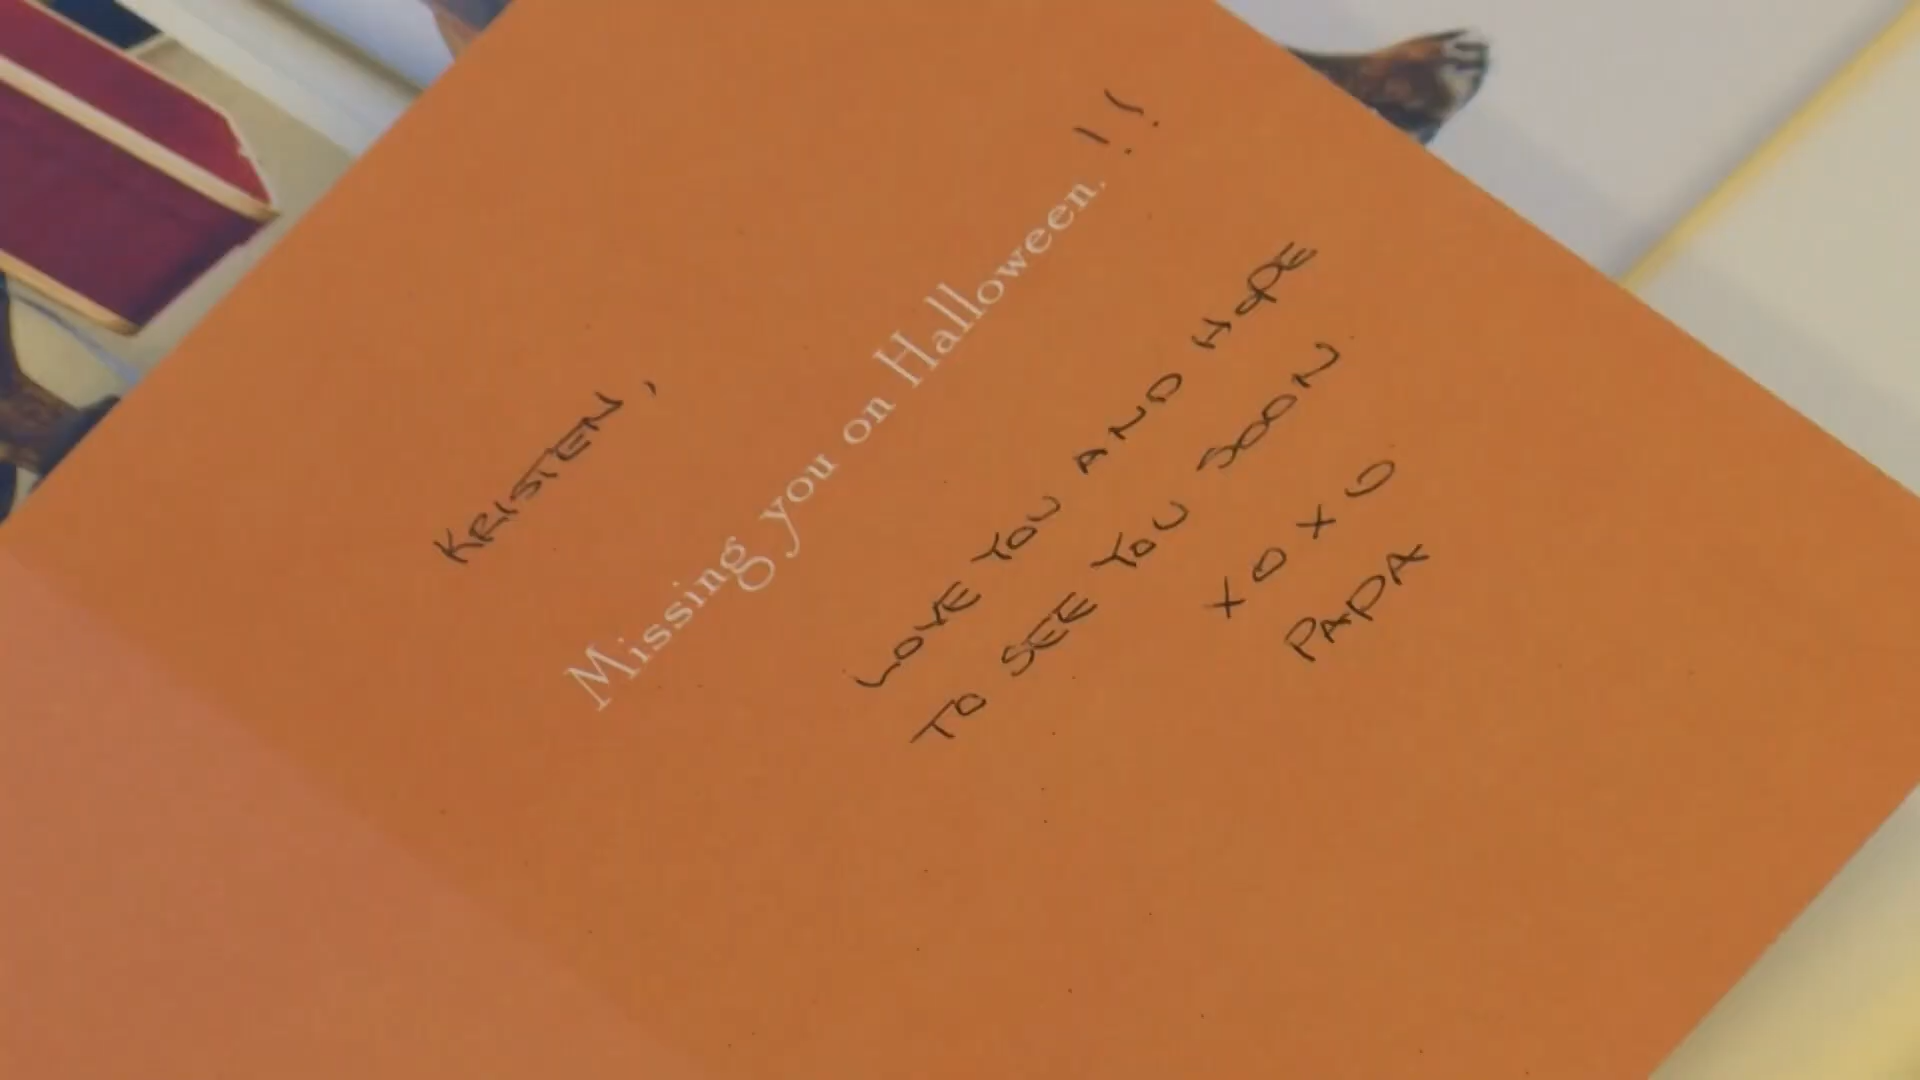 KRISTEN,
Missing you on Halloween.!!
LOVE YOU AND HOPE
TO SEE YOU SOON
XOXO
PAPA